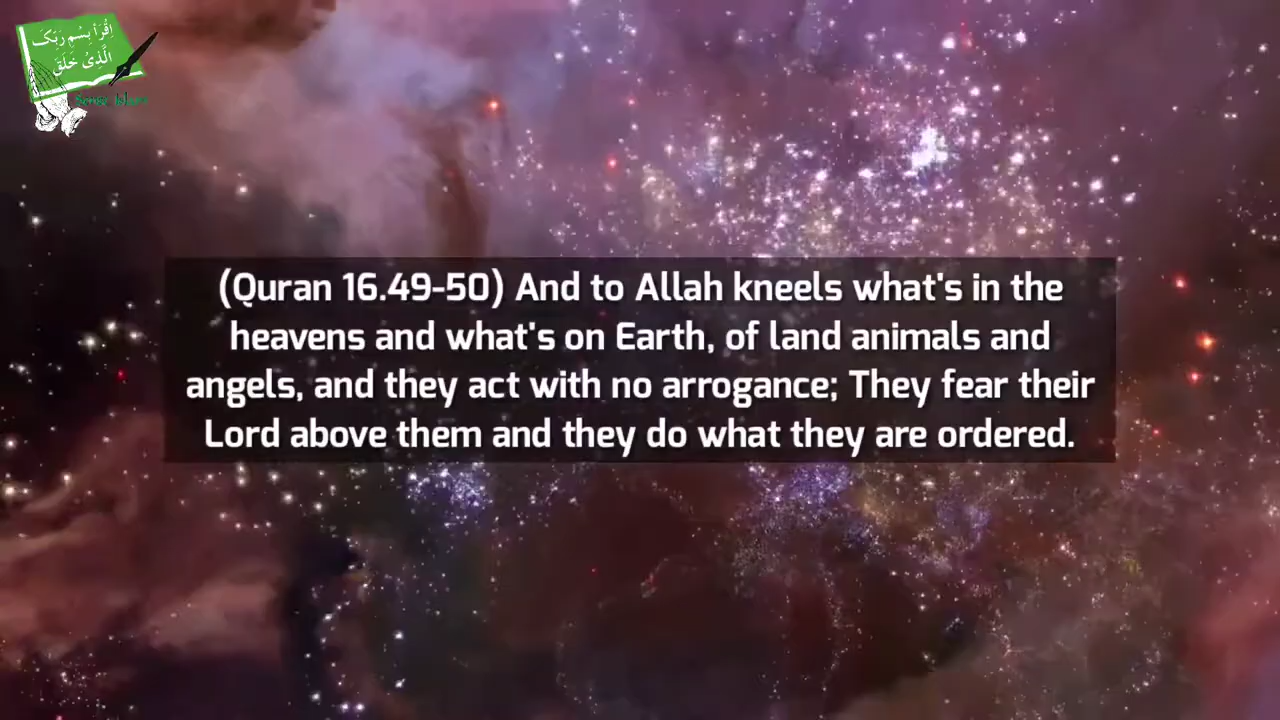 اقْرَأْ بِسْمِ رَبِّكَ
الَّذِي خَلَقَ
(Quran 16.49-50) And to Allah kneels what's in the
heavens and what's on Earth, of land animals and
angels, and they act with no arrogance; They fear their
Lord above them and they do what they are ordered.